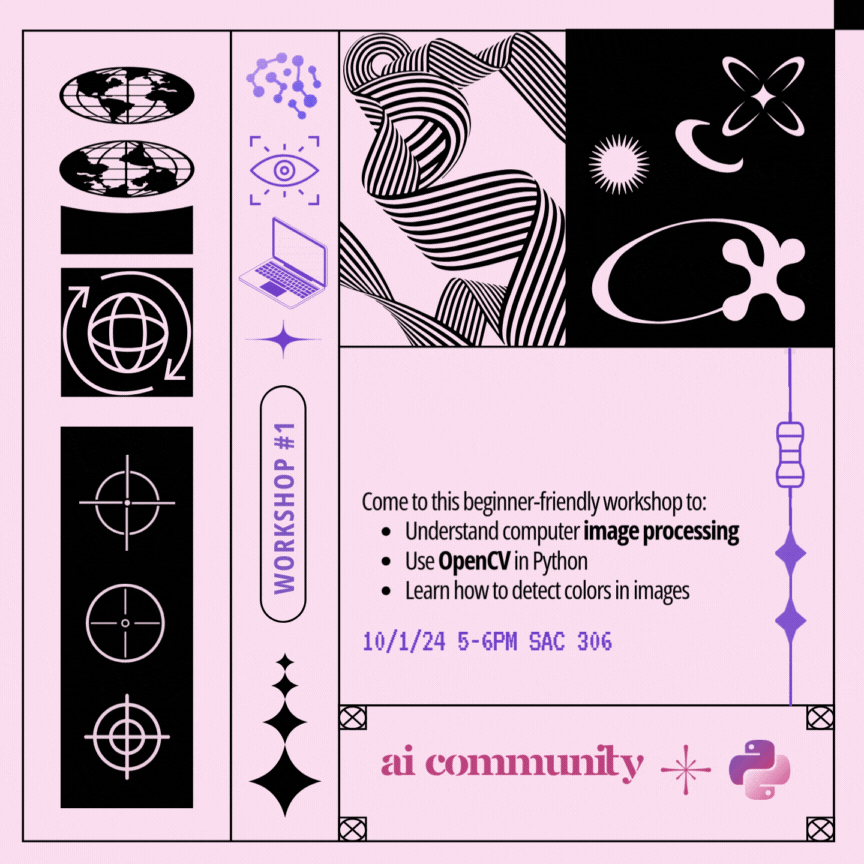 WORKSHOP #1
Come to this beginner-friendly workshop to:
• Understand computer image processing
• Use OpenCV in Python
• Learn how to detect colors in images
10/1/24 5-6PM SAC 306
ai community